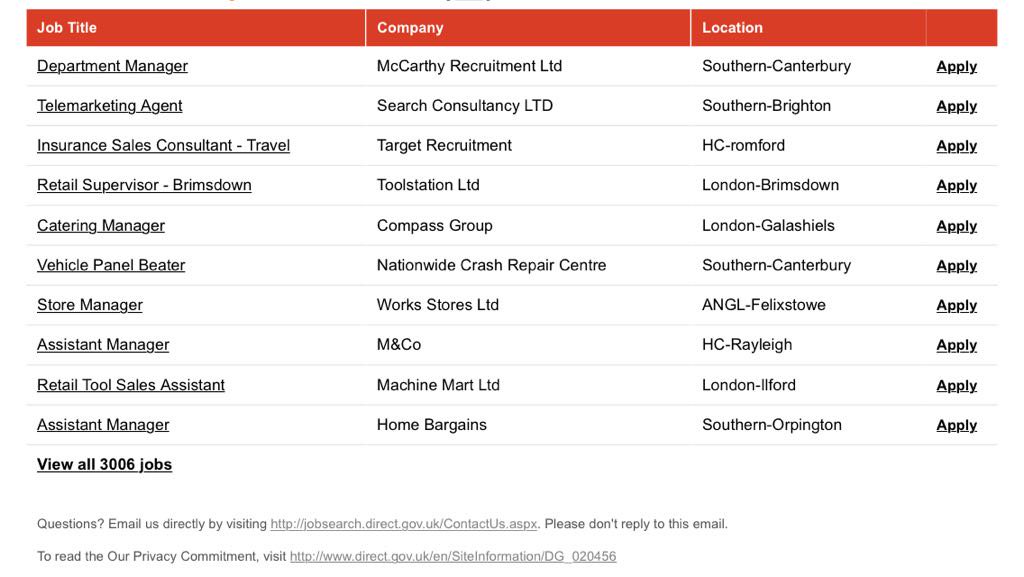 Job Title Company Location
Department Manager McCarthy Recruitment Ltd Southern-Canterbury Apply
Telemarketing Agent Search Consultancy LTD Southern-Brighton Apply
Insurance Sales Consultant - Travel Target Recruitment HC-romford Apply
Retail Supervisor - Brimsdown Toolstation Ltd London-Brimsdown Apply
Catering Manager Compass Group London-Galashiels Apply
Vehicle Panel Beater Nationwide Crash Repair Centre Southern-Canterbury Apply
Store Manager Works Stores Ltd ANGL-Felixstowe Apply
Assistant Manager M&Co HC-Rayleigh Apply
Retail Tool Sales Assistant Machine Mart Ltd London-Ilford Apply
Assistant Manager Home Bargains Southern-Orpington Apply
View all 3006 jobs
Questions? Email us directly by visiting http://jobsearch.direct.gov.uk/ContactUs.aspx. Please don't reply to this email.
To read the Our Privacy Commitment, visit http://www.direct.gov.uk/en/SiteInformation/DG_020456